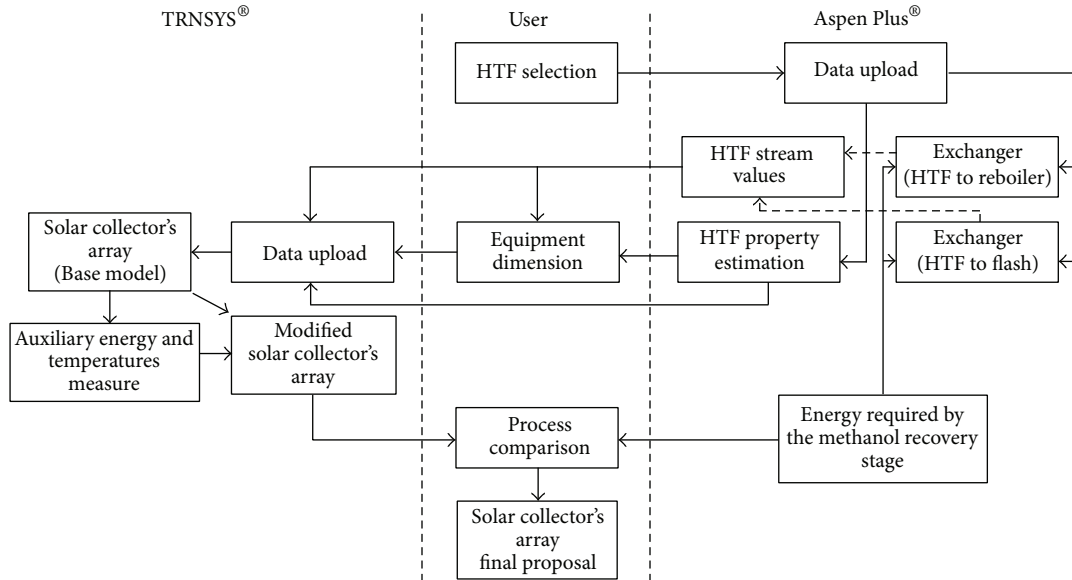 TRNSYS®
User
Aspen Plus®
HTF selection
Data upload
HTF stream
values
Exchanger
(HTF to reboiler)
Solar collector's
array
(Base model)
Data upload
Equipment
dimension
HTF property
estimation
Exchanger
(HTF to flash)
Auxiliary energy and
temperatures
measure
Modified
solar collector's
array
Process
comparison
Energy required by
the methanol recovery
stage
Solar collector's
array
final proposal